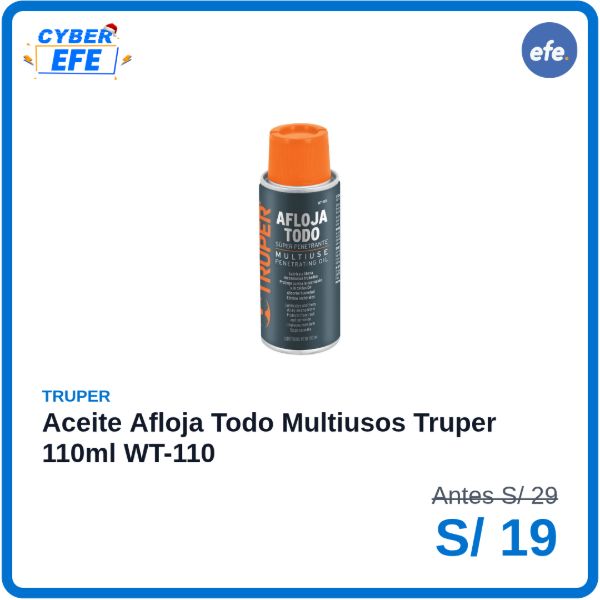 CYBER
EFE
efe.
TRUPER
AFLOJA
TODO
SÚPER PENETRANTE
MULTIUSE
PENETRATING OIL
TRUPER
Aceite Afloja Todo Multiusos Truper
110ml WT-110
Antes S/ 29
S/ 19